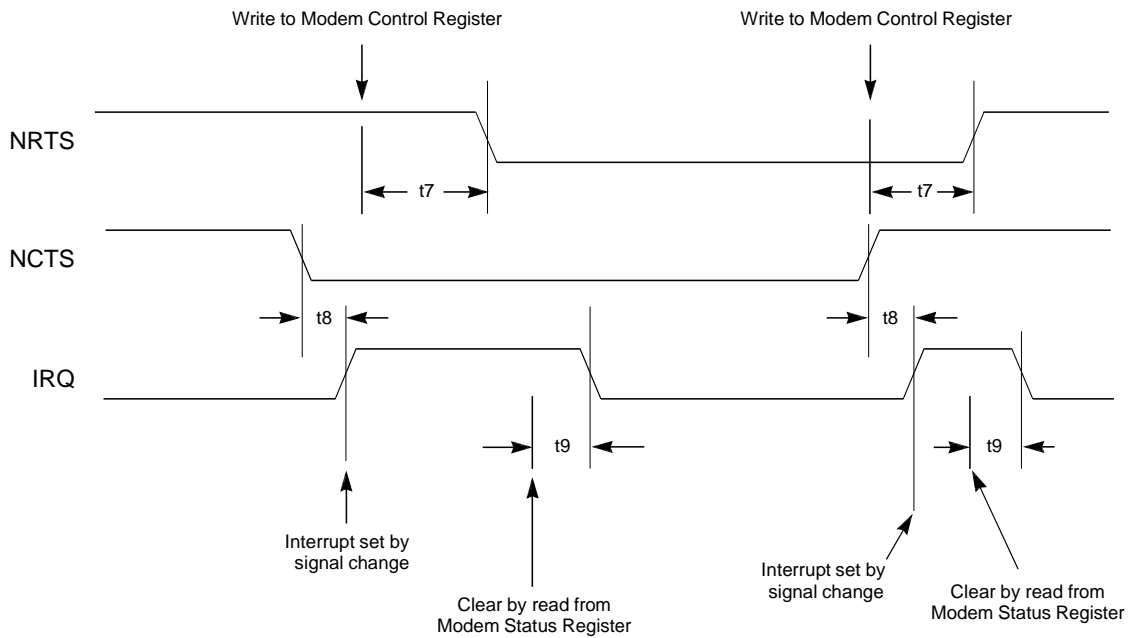 Write to Modem Control Register
Write to Modem Control Register
NRTS
t7
t7
NCTS
t8
t8
IRQ
t9
t9
Interrupt set by
signal change
Interrupt set by
signal change
Clear by read from
Modem Status Register
Clear by read from
Modem Status Register